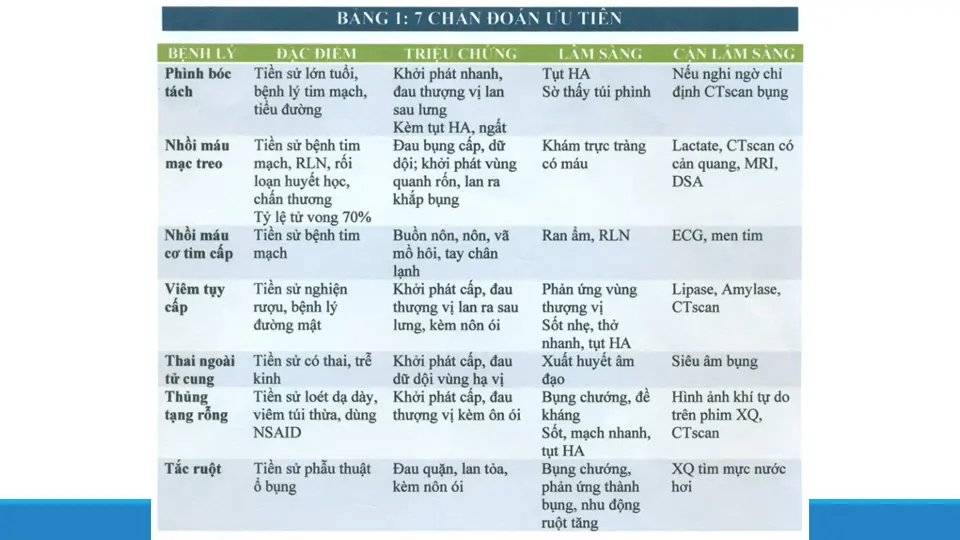 BẢNG 1: 7 CHẨN ĐOÁN ƯU TIÊN
BỆNH LÝ ĐẶC ĐIỂM TRIỆU CHỨNG LÂM SÀNG CẬN LÂM SÀNG
Phình bóc Tiền sử lớn tuổi, Khởi phát nhanh, Tụt HA Nếu nghi ngờ chỉ
tách bệnh lý tim mạch, đau thượng vị lan Sờ thấy túi phình định CTscan bụng
tiểu đường sau lưng
Kèm tụt HA, ngất
Nhồi máu Tiền sử bệnh tim Đau bụng cấp, dữ Khám trực tràng Lactate, CTscan có
mạc treo mạch, RLN, rối dội; khởi phát vùng có máu cản quang, MRI,
loạn huyết học, quanh rốn, lan ra DSA
chấn thương khắp bụng
Tỷ lệ tử vong 70%
Nhồi máu Tiền sử bệnh tim Buồn nôn, nôn, vã Ran ẩm, RLN ECG, men tim
cơ tim cấp mạch mồ hôi, tay chân
lạnh
Viêm tụy Tiền sử nghiện Khởi phát cấp, đau Phản ứng vùng Lipase, Amylase,
cấp rượu, bệnh lý thượng vị lan ra sau thượng vị CTscan
đường mật lưng, kèm nôn ói Sốt nhẹ, thở
nhanh, tụt HA
Thai ngoài Tiền sử có thai, trễ Khởi phát cấp, đau Xuất huyết âm Siêu âm bụng
tử cung kinh dữ dội vùng hạ vị đạo
Thủng Tiền sử loét dạ dày, Khởi phát cấp, đau Bụng chướng, đề Hình ảnh khí tự do
tạng rỗng viêm túi thừa, dùng thượng vị kèm ôn ói kháng trên phim XQ,
NSAID Sốt, mạch nhanh, CTscan
tụt HA
Tắc ruột Tiền sử phẫu thuật Đau quặn, lan tỏa, Bụng chướng, XQ tìm mực nước
ổ bụng kèm nôn ói phản ứng thành hơi
bụng, nhu động
ruột tăng